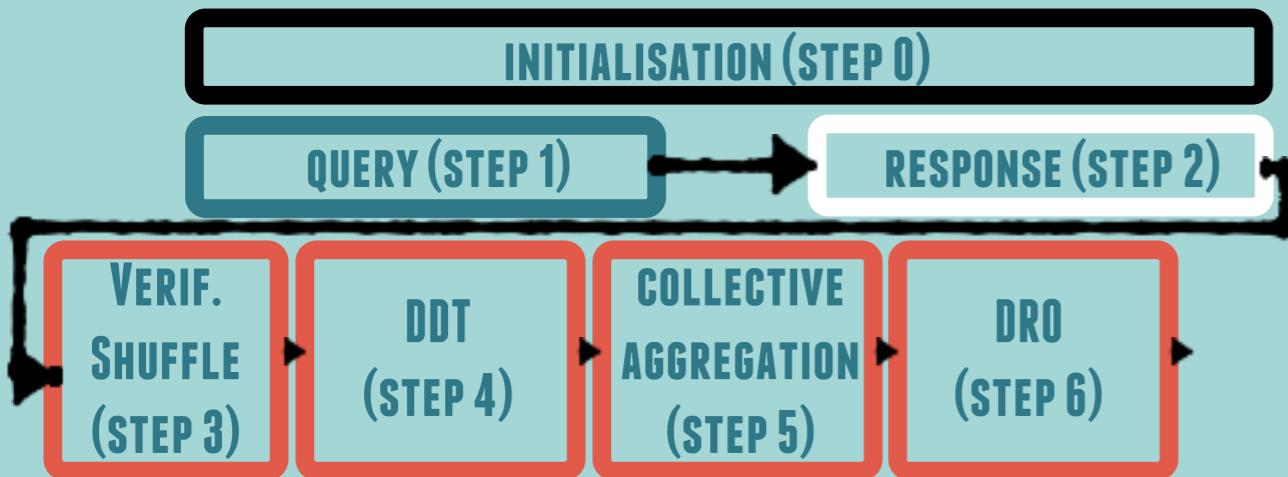 INITIALISATION (STEP 0)
QUERY (STEP 1)
RESPONSE (STEP 2)
VERIF.
SHUFFLE
(STEP 3)
DDT
(STEP 4)
COLLECTIVE
AGGREGATION
(STEP 5)
DRO
(STEP 6)